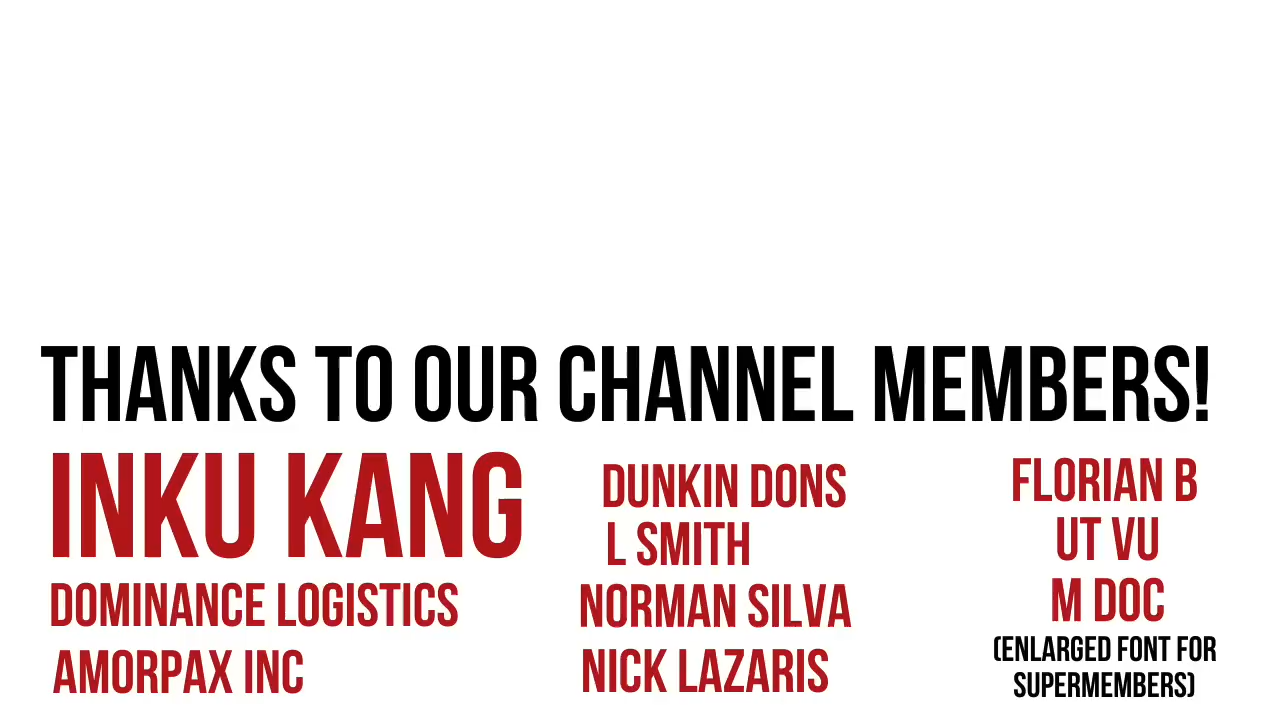 THANKS TO OUR CHANNEL MEMBERS!
INKU KANG
DOMINANCE LOGISTICS
AMORPAX INC
DUNKIN DONS
L SMITH
NORMAN SILVA
NICK LAZARIS
FLORIAN B
UT VU
M DOC
(ENLARGED FONT FOR
SUPERMEMBERS)